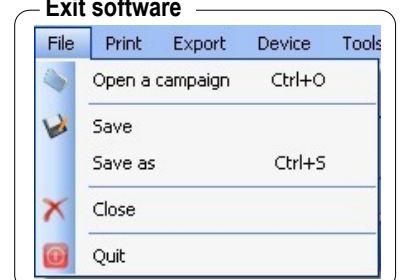 Exit software
File Print Export Device Tools
Open a campaign Ctrl+O
Save
Save as Ctrl+S
Close
Quit